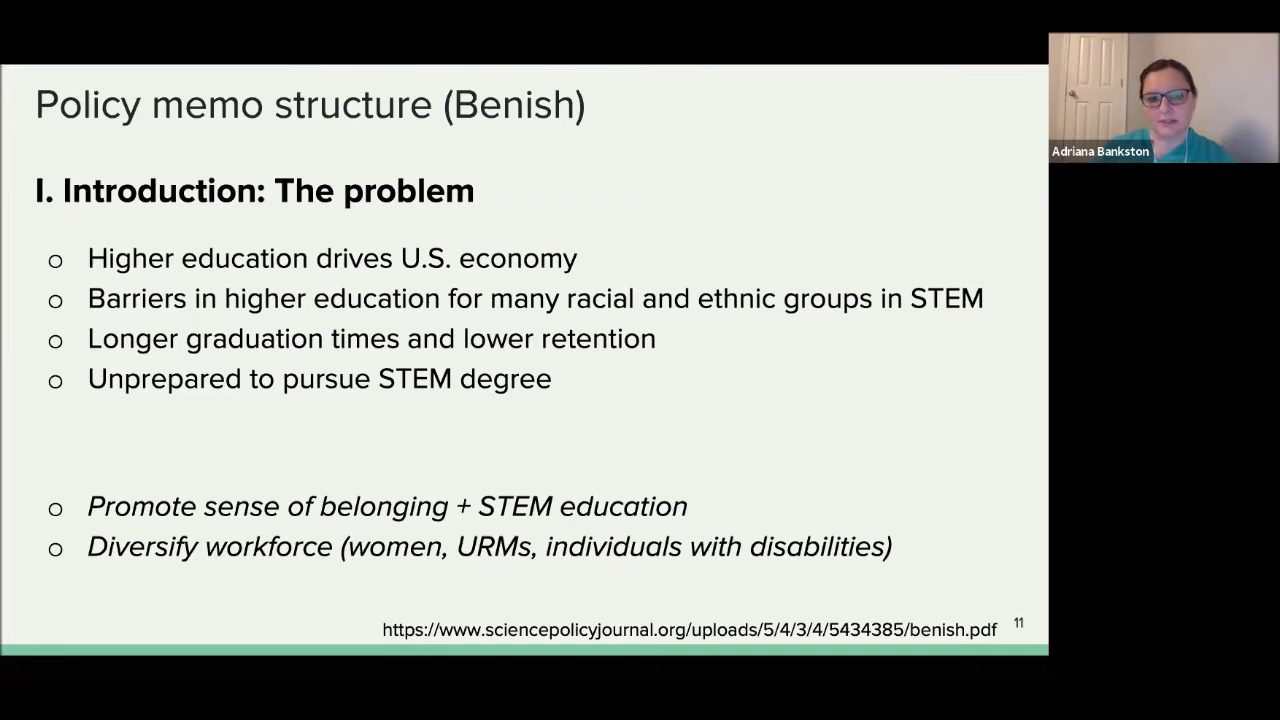 Policy memo structure (Benish)
I. Introduction: The problem
o Higher education drives U.S. economy
o Barriers in higher education for many racial and ethnic groups in STEM
o Longer graduation times and lower retention
o Unprepared to pursue STEM degree
o Promote sense of belonging + STEM education
o Diversify workforce (women, URMs, individuals with disabilities)
https://www.sciencepolicyjournal.org/uploads/5/4/3/4/5434385/benish.pdf
11
Adriana Bankston